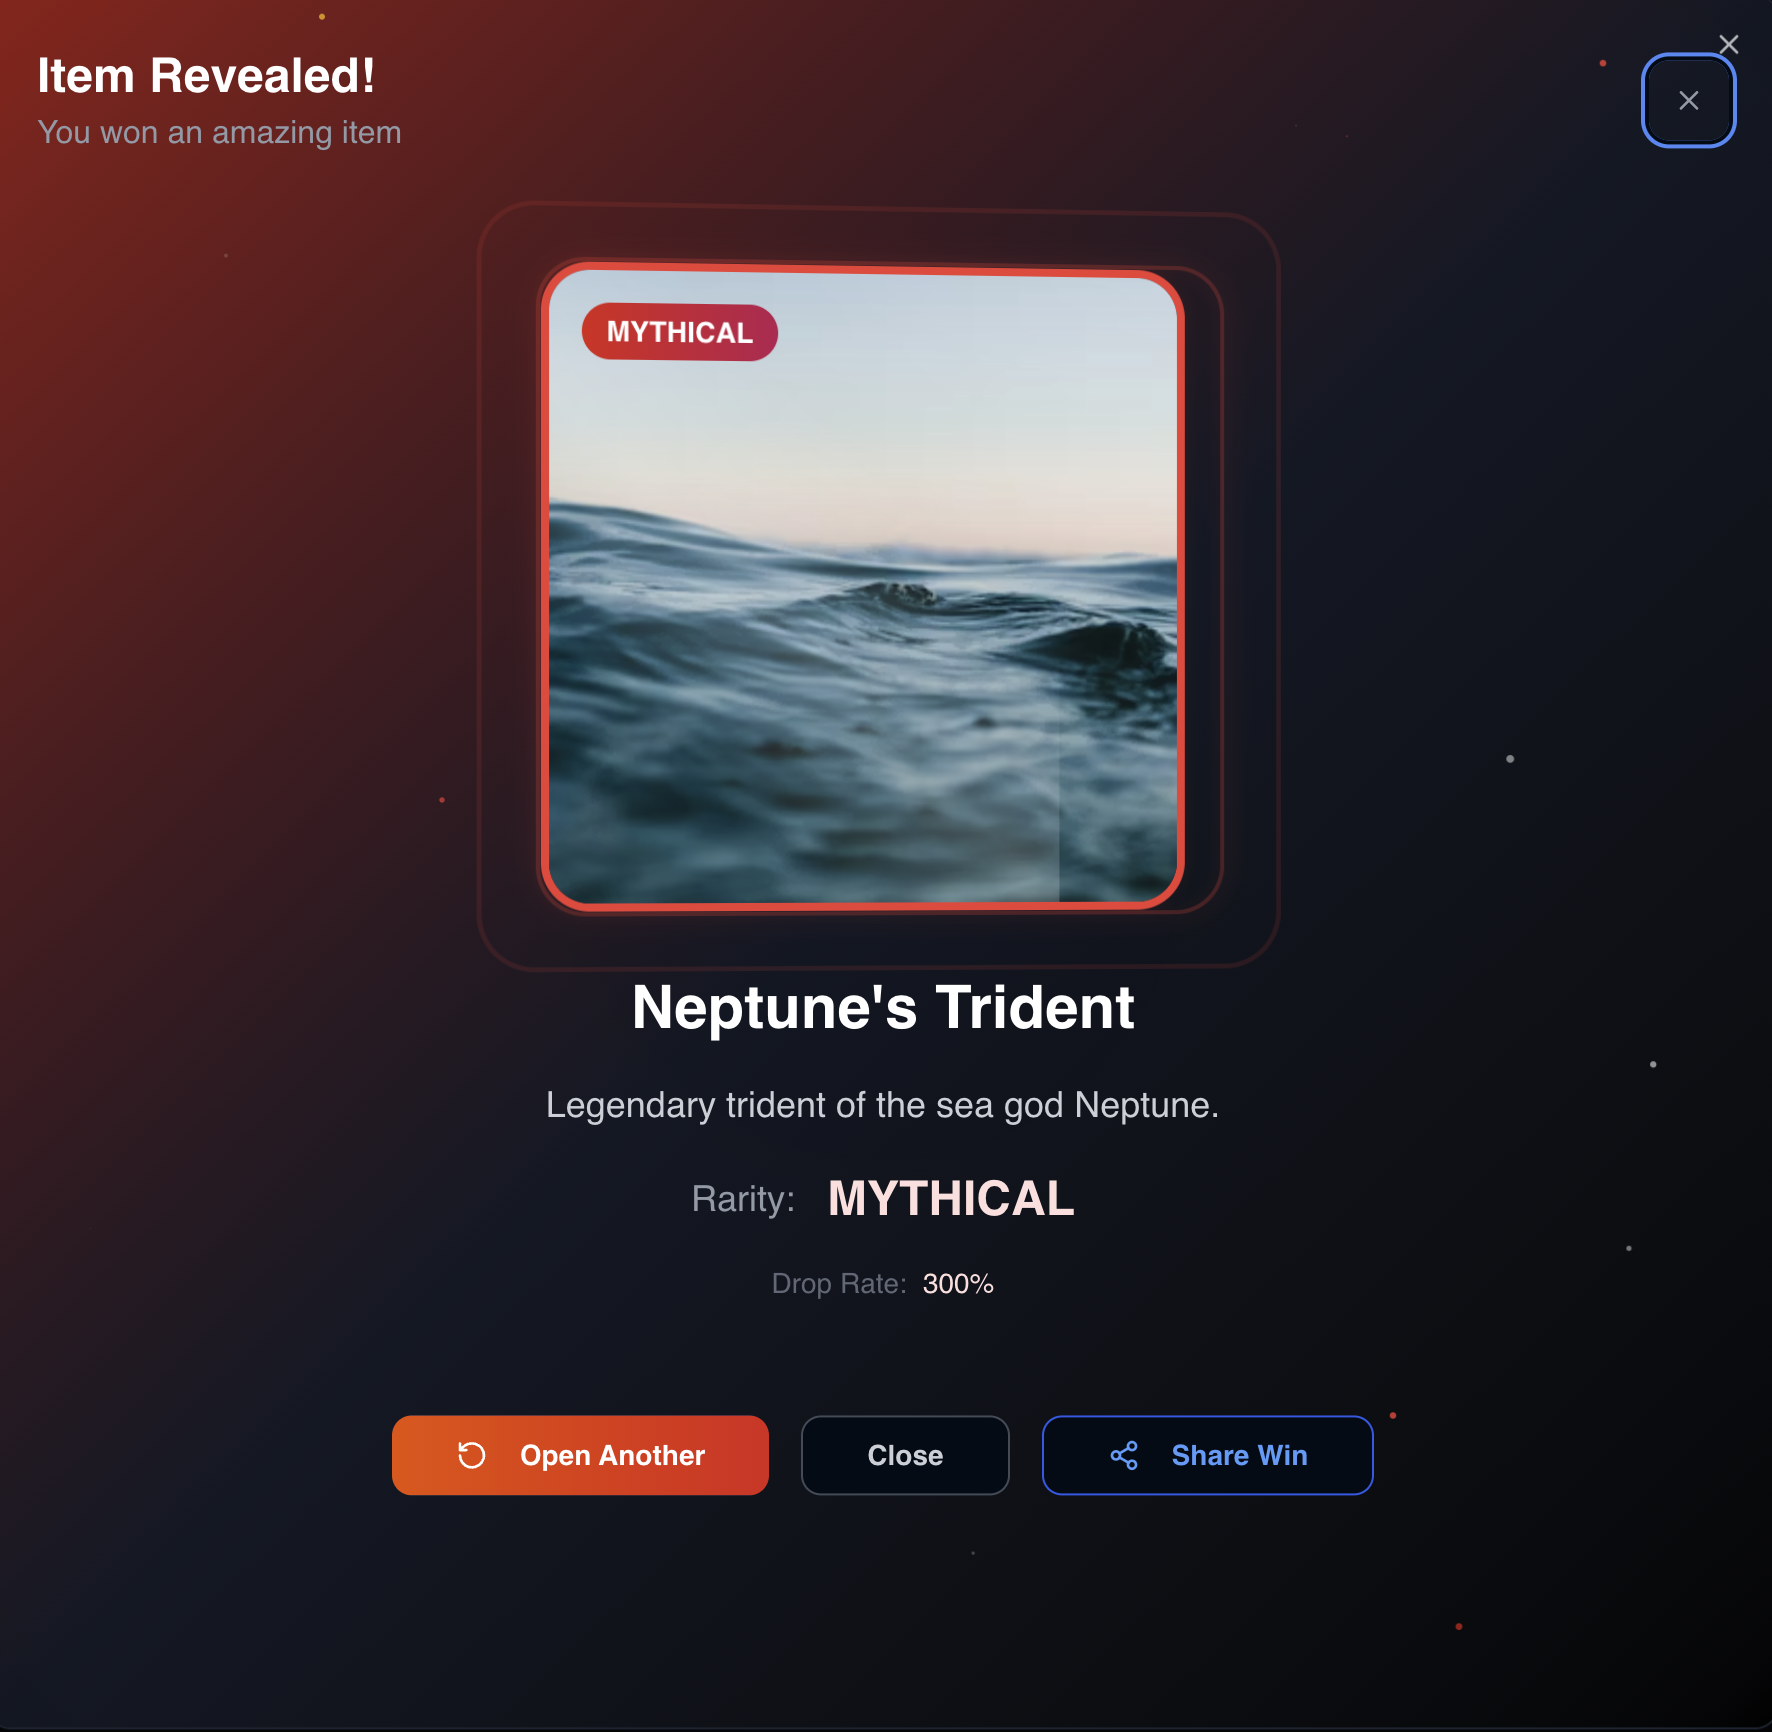 Item Revealed!
You won an amazing item
MYTHICAL
Neptune's Trident
Legendary trident of the sea god Neptune.
Rarity: MYTHICAL
Drop Rate: 300%
Open Another
Close
Share Win